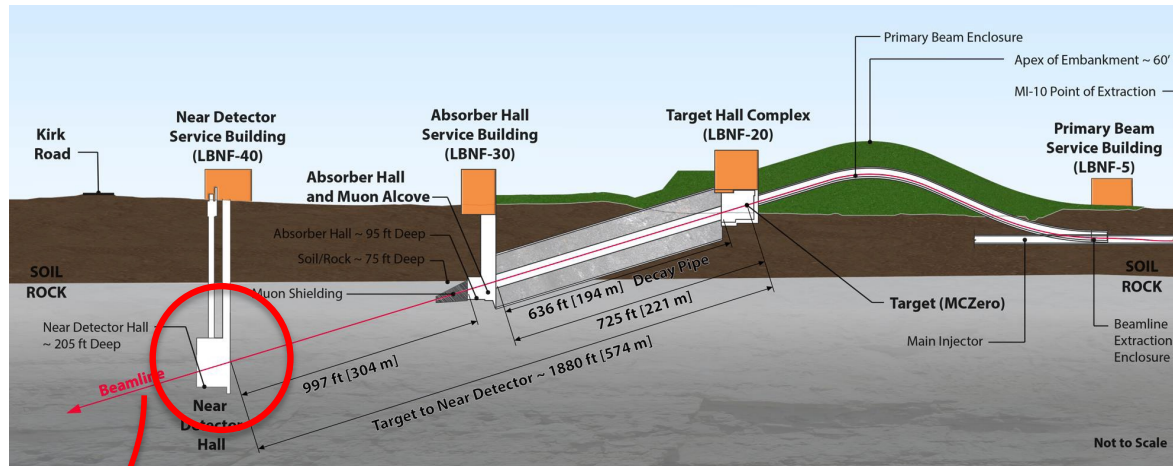 Primary Beam Enclosure
Apex of Embankment ~ 60'
MI-10 Point of Extraction
Near Detector
Service Building
(LBNF-40)
Absorber Hall
Service Building
(LBNF-30)
Target Hall Complex
(LBNF-20)
Primary Beam
Service Building
(LBNF-5)
Kirk
Road
Absorber Hall
and Muon Alcove
Absorber Hall ~ 95 ft Deep
Soil/Rock ~ 75 ft Deep
SOIL
ROCK
Muon Shielding
636 ft [194 m] Decay Pipe
725 ft [221 m]
SOIL
ROCK
Target (MCZero)
Near Detector Hall
~ 205 ft Deep
Main Injector
Beamline
Extraction
Enclosure
997 ft [304 m]
Target to Near Detector ~ 1880 ft [574 m]
Beamline
Near
Detector
Hall
Not to Scale